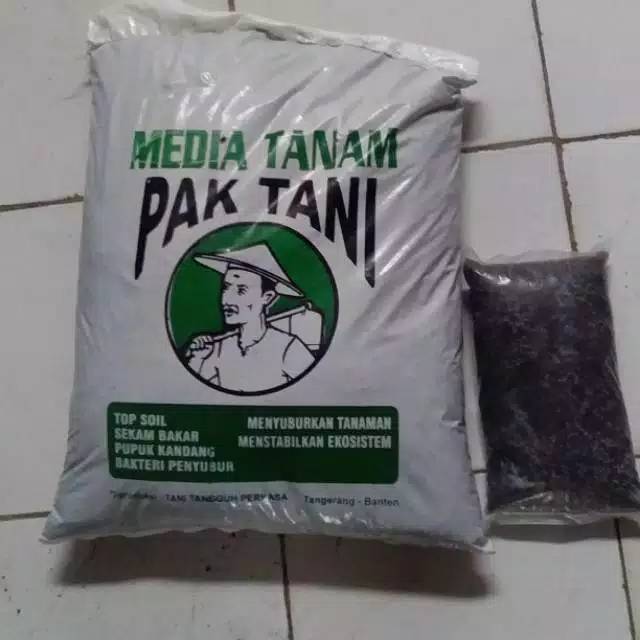 MEDIA TANAM
PAK TANI
TOP SOIL
SEKAM BAKAR
PUPUK KANDANG
BAKTERI PENYUBUR
MENYUBURKAN TANAMAN
MENSTABILKAN EKOSISTEM
TANI TANGGUH PERKASA Tangerang - Banten